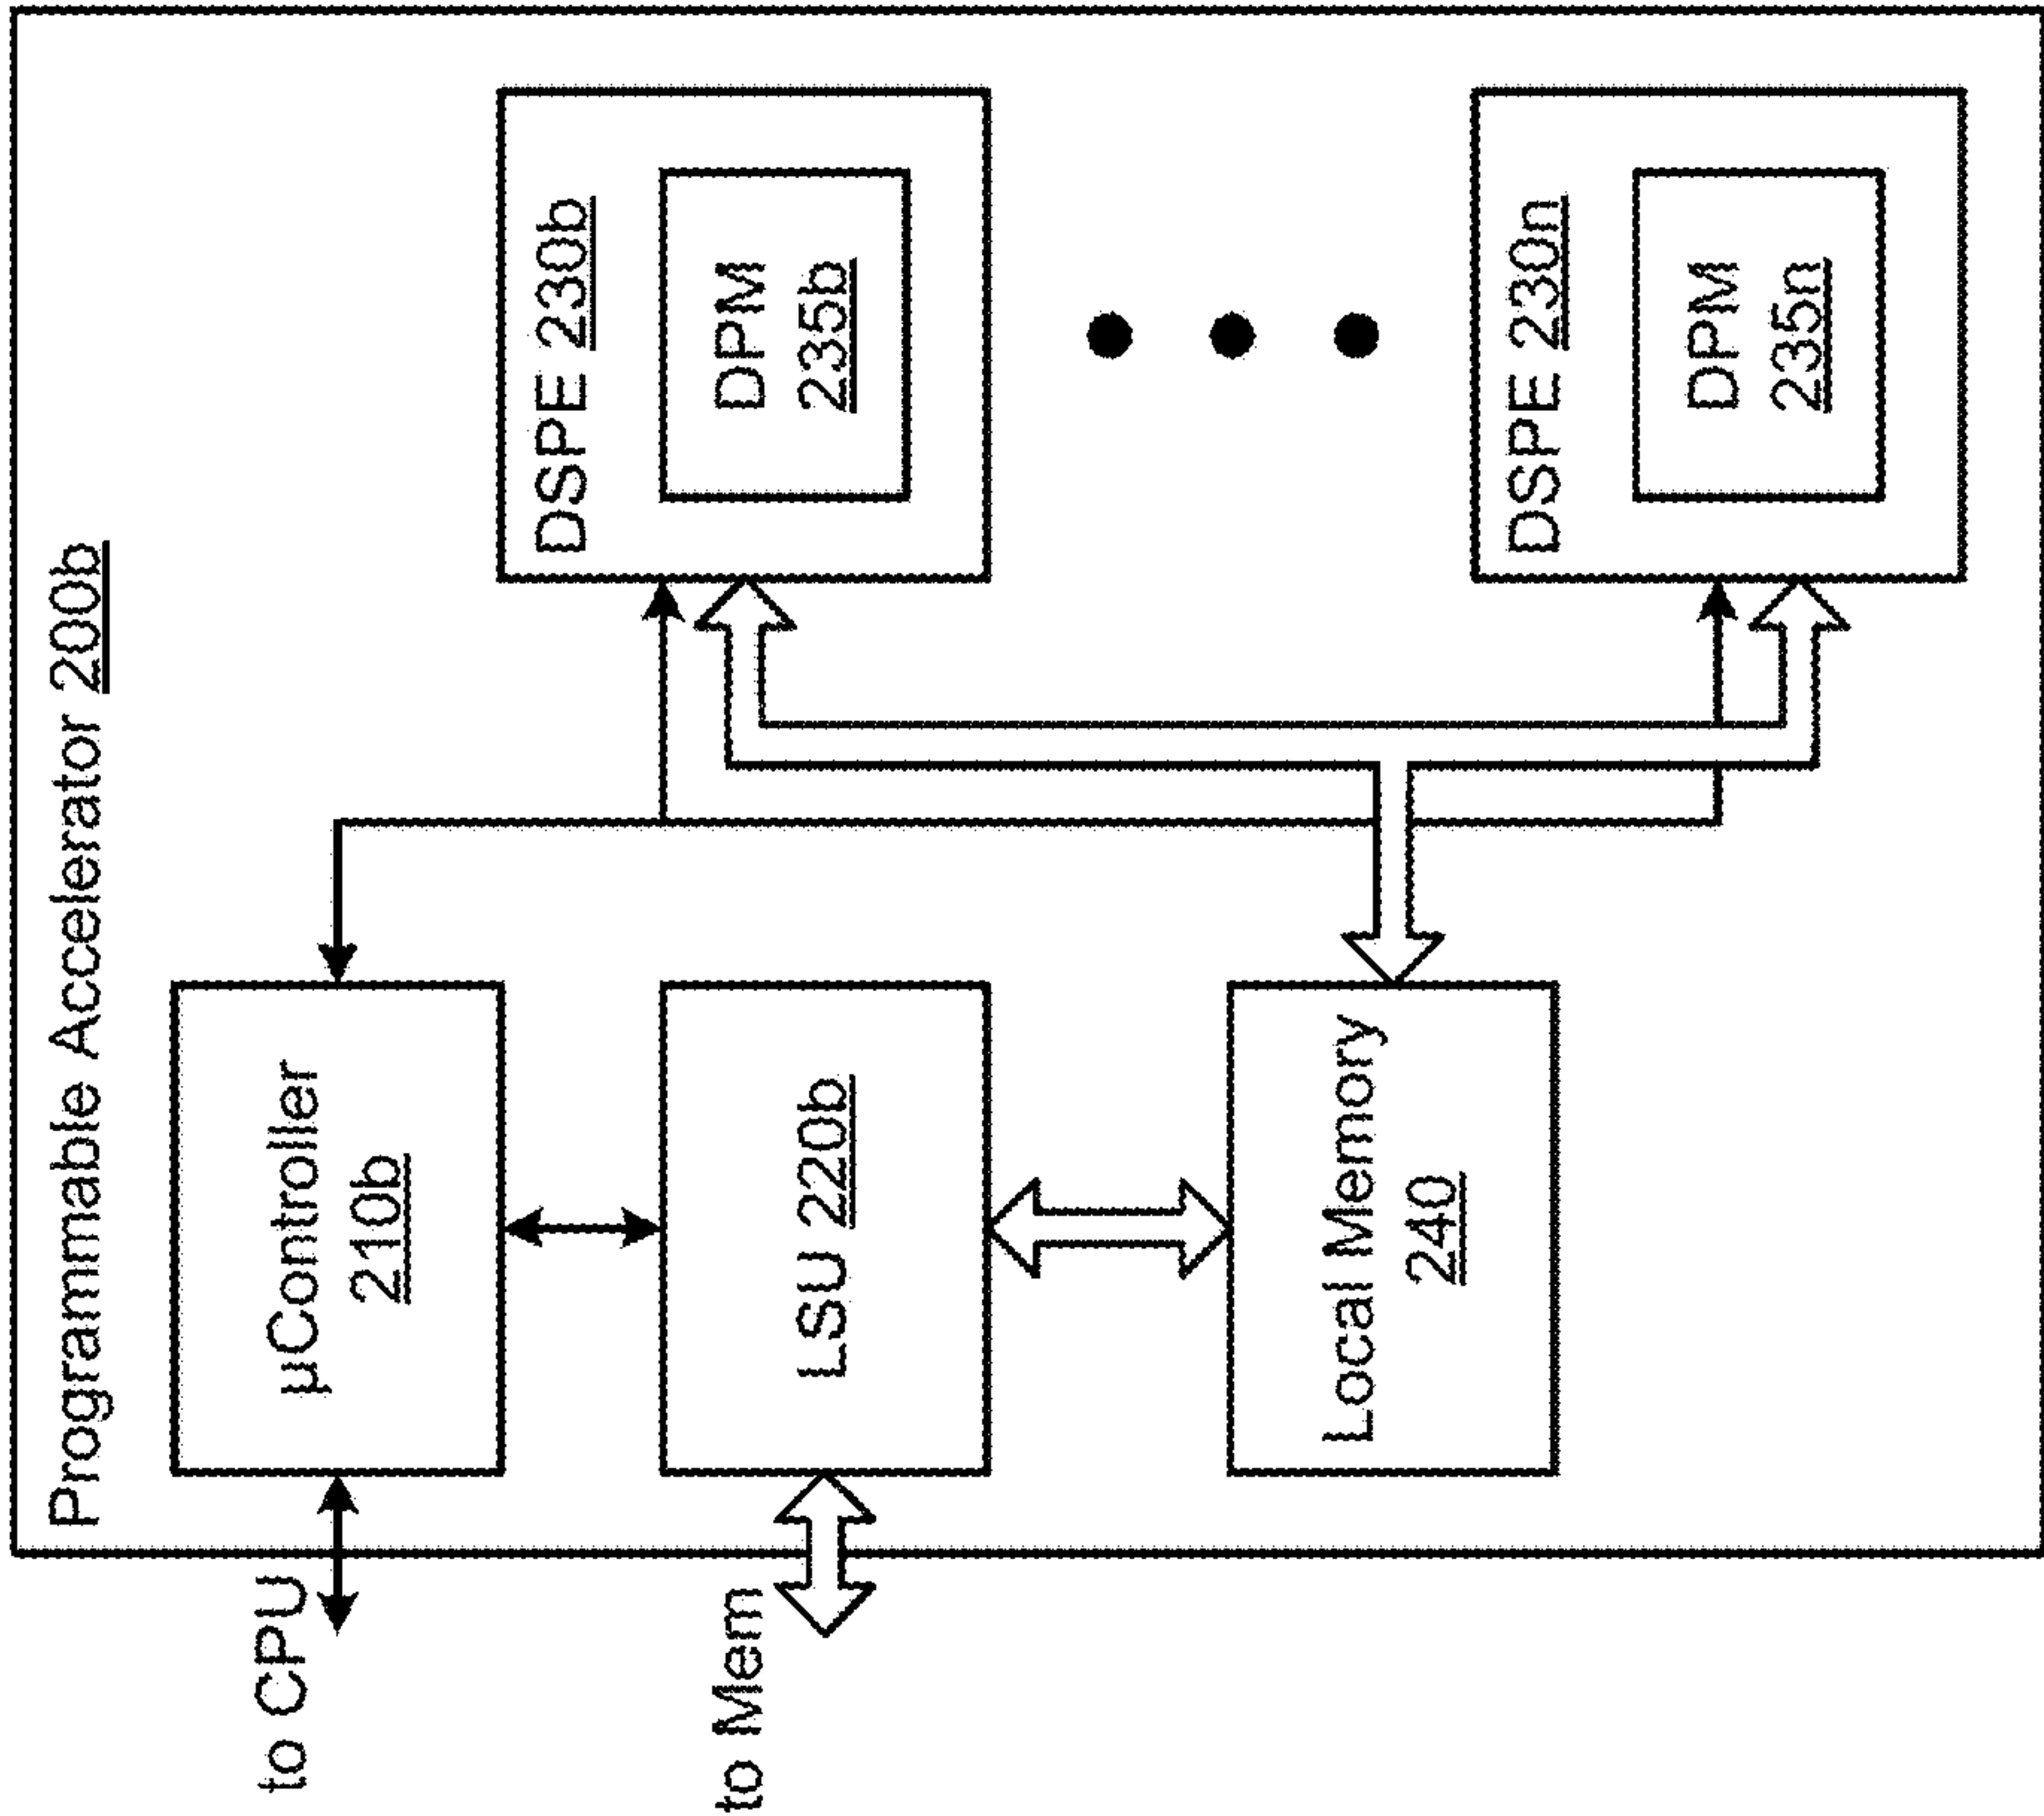 Programmable Accelerator 200b
to CPU
µController
210b
to Mem
LSU 220b
Local Memory
240
DSPE 230b
DPM
235b
DSPE 230n
DPM
235n